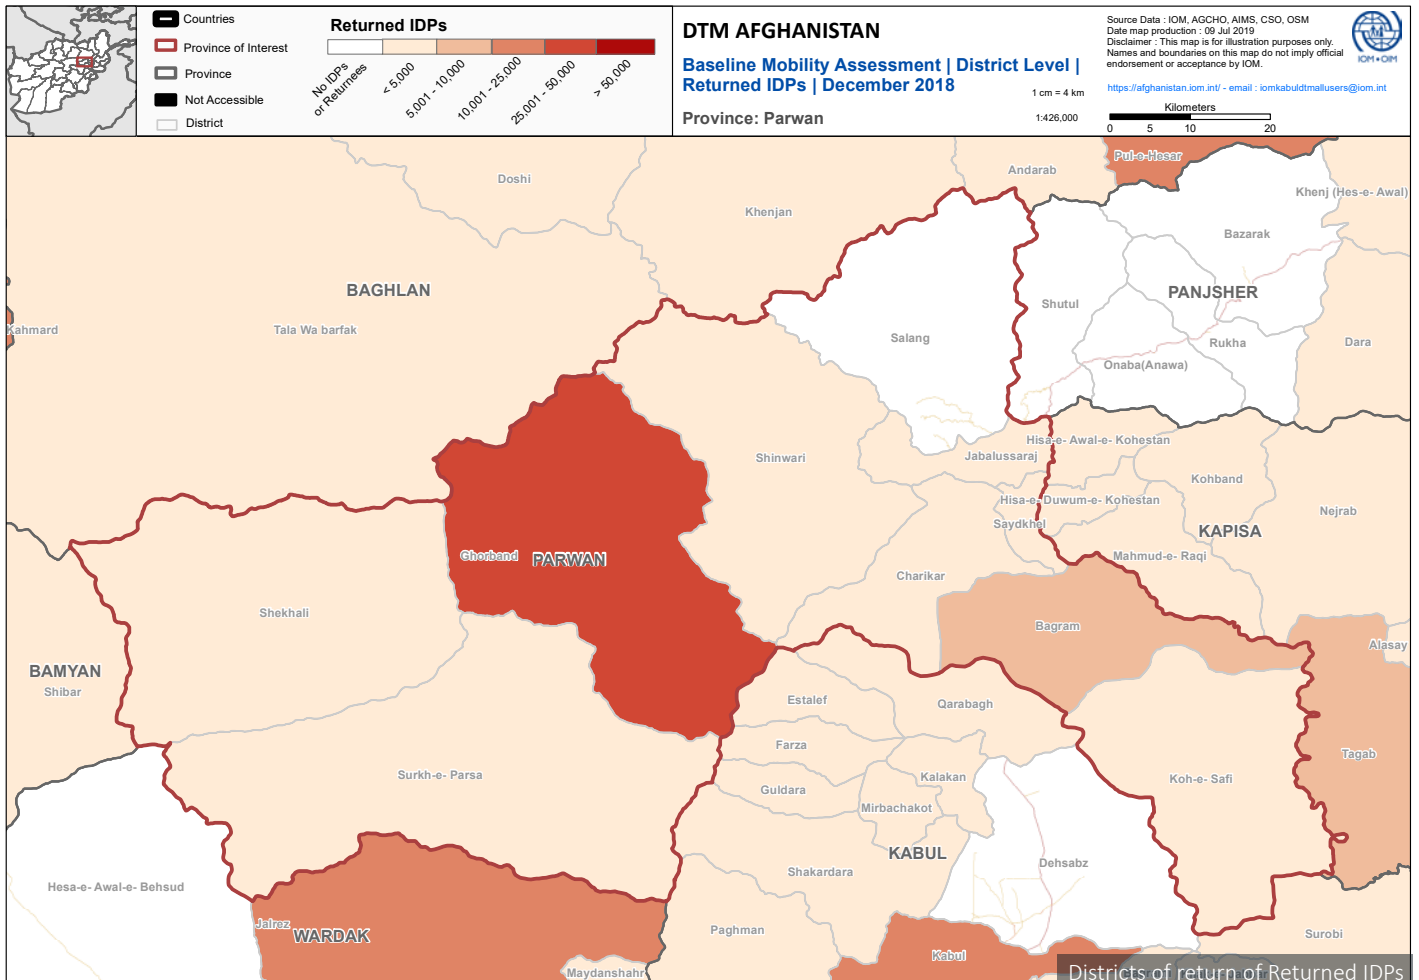 Countries
Province of Interest
Province
Not Accessible
District
Returned IDPs
No IDPs
or Returnees
< 5,000
5,001 - 10,000
10,001 - 25,000
25,001 - 50,000
> 50,000
DTM AFGHANISTAN
Baseline Mobility Assessment | District Level |
Returned IDPs | December 2018
Province: Parwan
1 cm = 4 km
1:426,000
Source Data : IOM, AGCHO, AIMS, CSO, OSM
Date map production : 09 Jul 2019
Disclaimer : This map is for illustration purposes only.
Names and boundaries on this map do not imply official
endorsement or acceptance by IOM.
https://afghanistan.iom.int/ - email : iomkabuldtmallusers@iom.int
Kilometers
0 5 10 20
IOM•OIM
Pul-e-Hesar
Doshi
Andarab
Khenj (Hes-e- Awal)
Khenjan
Bazarak
BAGHLAN
PANJSHER
Shutul
Kahmard
Tala Wa barfak
Salang
Rukha
Dara
Onaba(Anawa)
Hisa-e- Awal-e- Kohestan
Shinwari
Jabalussaraj
Kohband
Hisa-e- Duwum-e- Kohestan
Nejrab
Saydkhel
KAPISA
Ghorband
PARWAN
Mahmud-e- Raqi
Charikar
Shekhali
Bagram
Alasay
BAMYAN
Shibar
Estalef
Qarabagh
Farza
Tagab
Surkh-e- Parsa
Kalakan
Koh-e- Safi
Guldara
Mirbachakot
KABUL
Dehsabz
Shakardara
Hesa-e- Awal-e- Behsud
Jalrez
WARDAK
Paghman
Surobi
Kabul
Maydanshahr
Districts of return of Returned IDPs